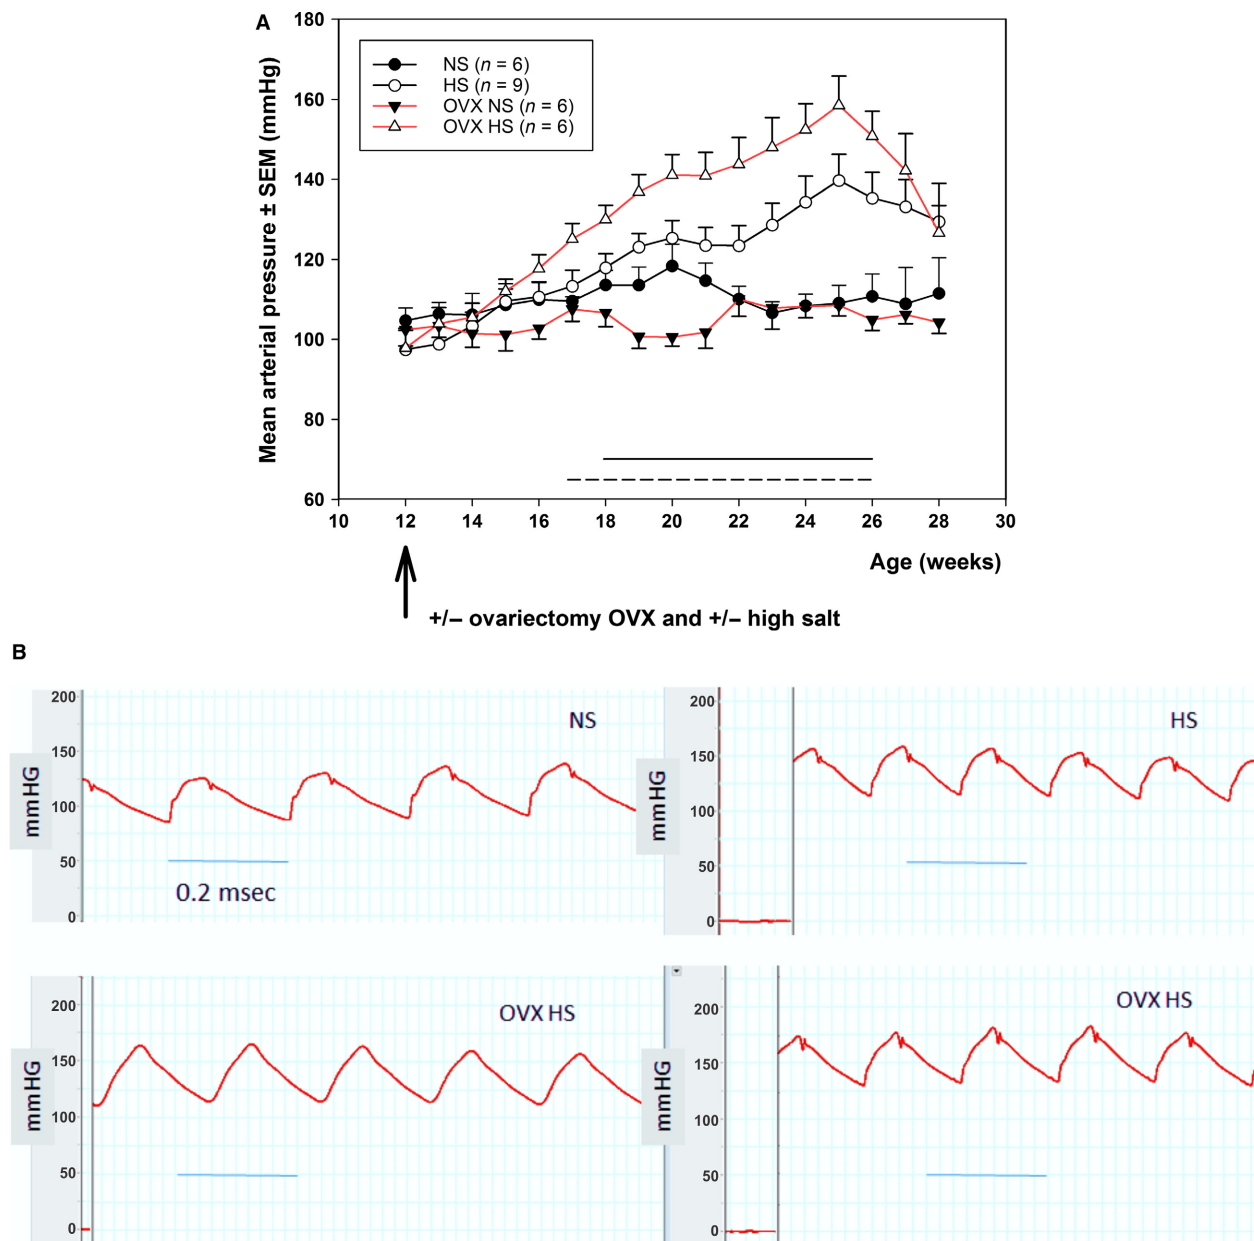 A
180
160
140
120
100
80
60
Mean arterial pressure ± SEM (mmHg)
NS (n = 6)
HS (n = 9)
OVX NS (n = 6)
OVX HS (n = 6)
10 12 14 16 18 20 22 24 26 28 30
Age (weeks)
+/– ovariectomy OVX and +/– high salt
B
200
150
100
50
0
mmHG
NS
0.2 msec
200
150
100
50
0
mmHG
HS
200
150
100
50
0
mmHG
OVX HS
200
150
100
50
0
mmHG
OVX HS